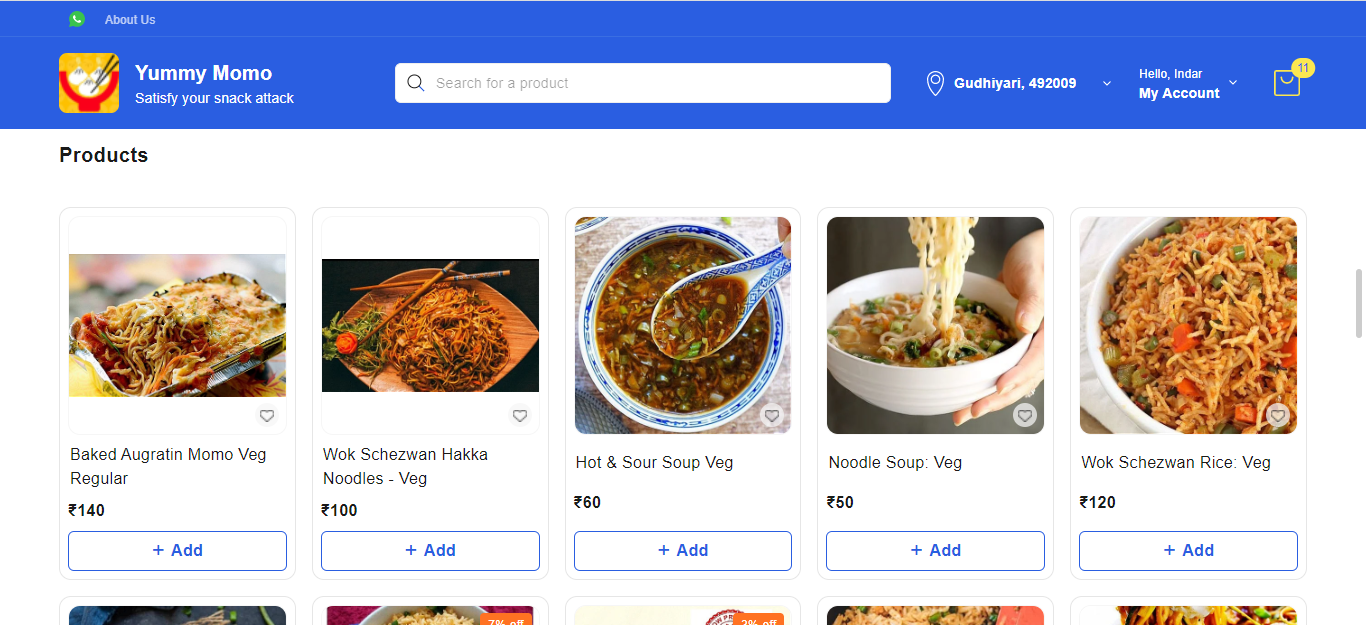 About Us
Yummy Momo
Satisfy your snack attack
Search for a product
Gudhiyari, 492009
Hello, Indar
My Account
11
Products
Baked Augratin Momo Veg
Regular
₹140
+ Add
Wok Schezwan Hakka
Noodles - Veg
₹100
+ Add
Hot & Sour Soup Veg
₹60
+ Add
Noodle Soup: Veg
₹50
+ Add
Wok Schezwan Rice: Veg
₹120
+ Add
7% off
3% off